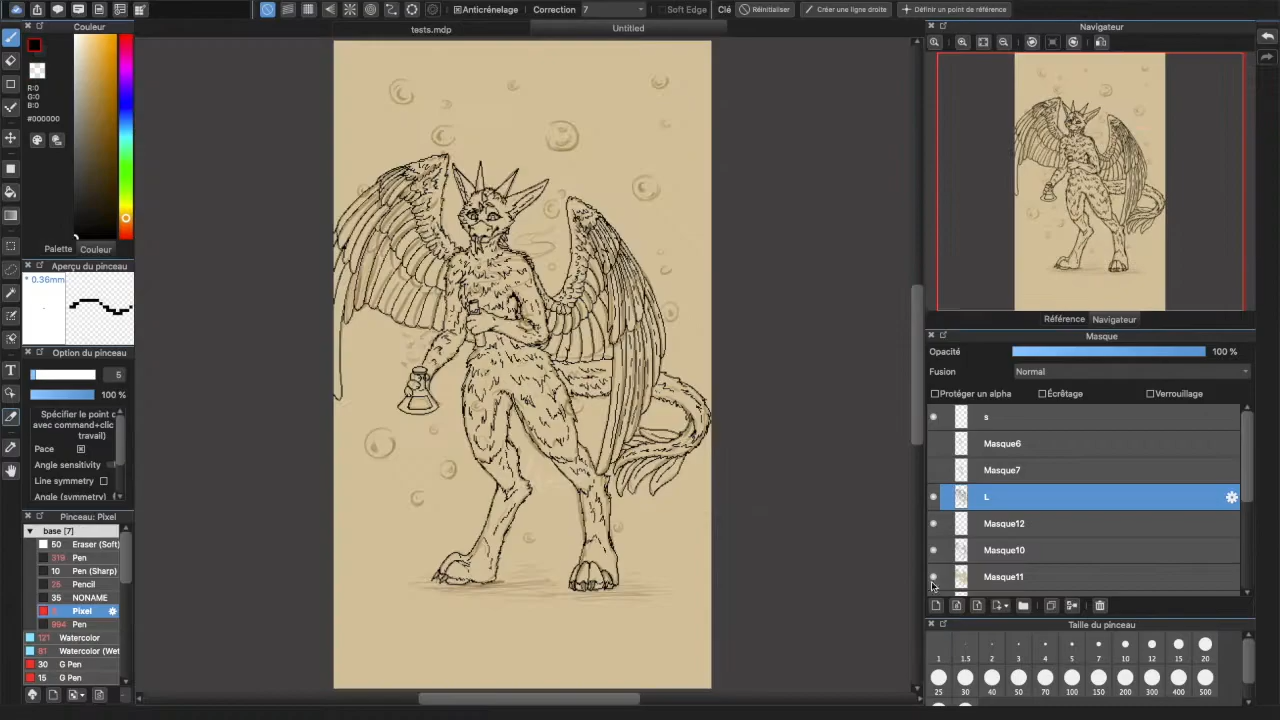 Anticrénelage Correction 7 Soft Edge Clé Réinitialiser Créer une ligne droite Définir un point de référence
Couleur
tests.mdp Untitled
Navigateur
R:0
G:0
B:0
#000000
Palette Couleur
Aperçu du pinceau
* 0.36mm
Option du pinceau
5
100 %
Spécifier le point d
avec command+clic
travail)
Pace
Angle sensitivity
Line symmetry
Angle (symmetry)
Pinceau: Pixel
base [7]
50 Eraser (Soft)
319 Pen
10 Pen (Sharp)
25 Pencil
35 NONAME
Pixel
994 Pen
121 Watercolor
81 Watercolor (Wet
30 G Pen
15 G Pen
Référence Navigateur
Masque
Opacité 100 %
Fusion Normal
Protéger un alpha Écrêtage Verrouillage
s
Masque6
Masque7
L
Masque12
Masque10
Masque11
Taille du pinceau
1 1.5 2 3 4 5 7 10 12 15 20
25 30 40 50 70 100 150 200 300 400 500